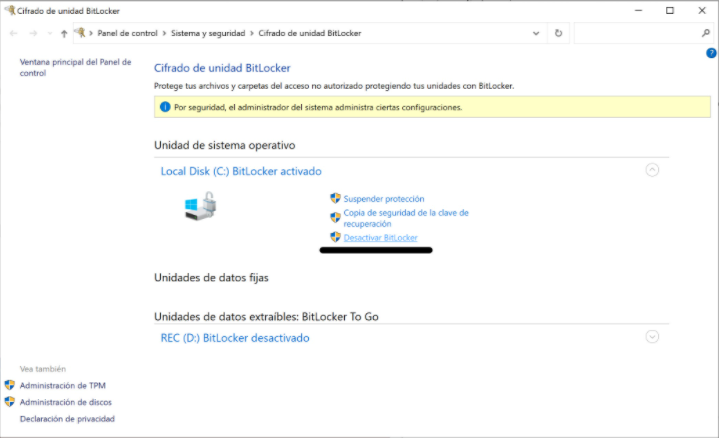 Cifrado de unidad BitLocker
Panel de control > Sistema y seguridad > Cifrado de unidad BitLocker
Ventana principal del Panel de
control
Cifrado de unidad BitLocker
Protege tus archivos y carpetas del acceso no autorizado protegiendo tus unidades con BitLocker.
Por seguridad, el administrador del sistema administra ciertas configuraciones.
Unidad de sistema operativo
Local Disk (C:) BitLocker activado
Suspender protección
Copia de seguridad de la clave de
recuperación
Desactivar BitLocker
Unidades de datos fijas
Unidades de datos extraíbles: BitLocker To Go
REC (D:) BitLocker desactivado
Vea también
Administración de TPM
Administración de discos
Declaración de privacidad